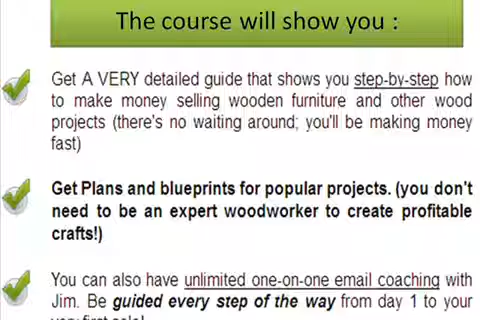 The course will show you :
Get A VERY detailed guide that shows you step-by-step how
to make money selling wooden furniture and other wood
projects (there's no waiting around; you'll be making money
fast)
Get Plans and blueprints for popular projects. (you don't
need to be an expert woodworker to create profitable
crafts!)
You can also have unlimited one-on-one email coaching with
Jim. Be guided every step of the way from day 1 to your
very first sale!